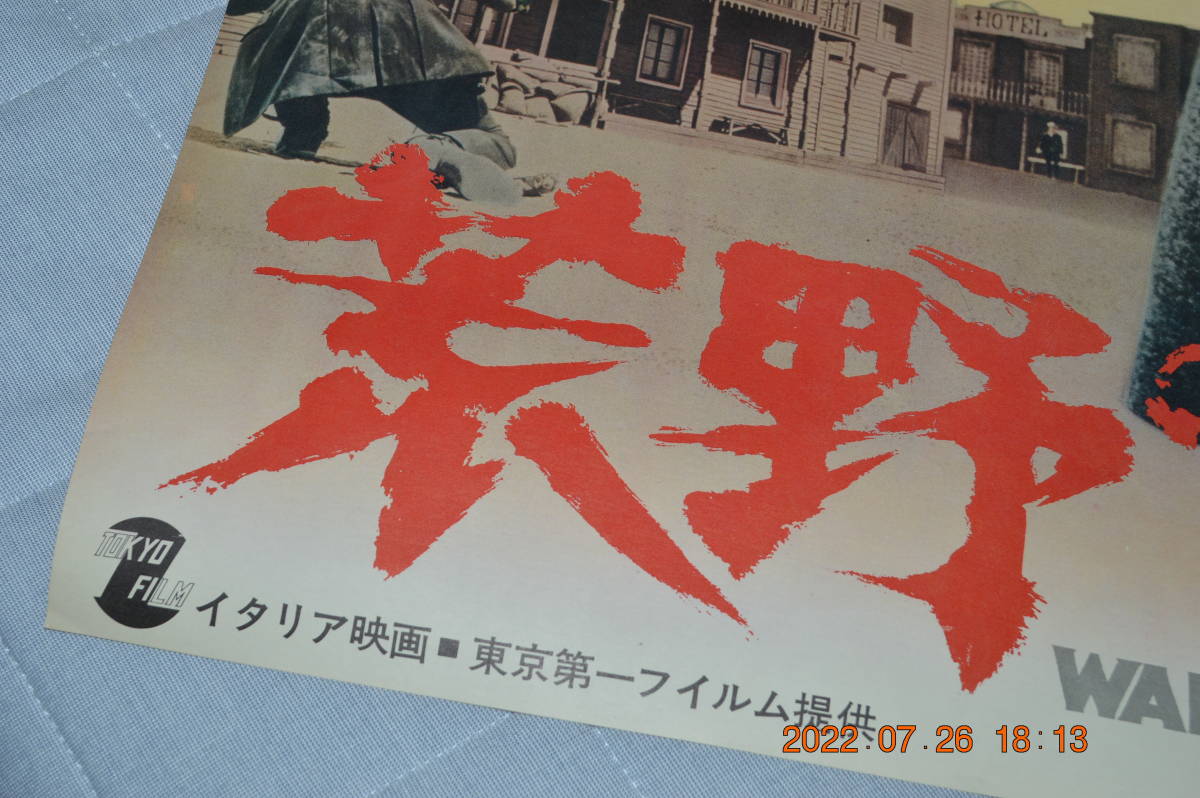 HOTEL
荒野
TOKYO
FILM
イタリア映画■東京第一フイルム提供
WA
2022.07.26 18:13